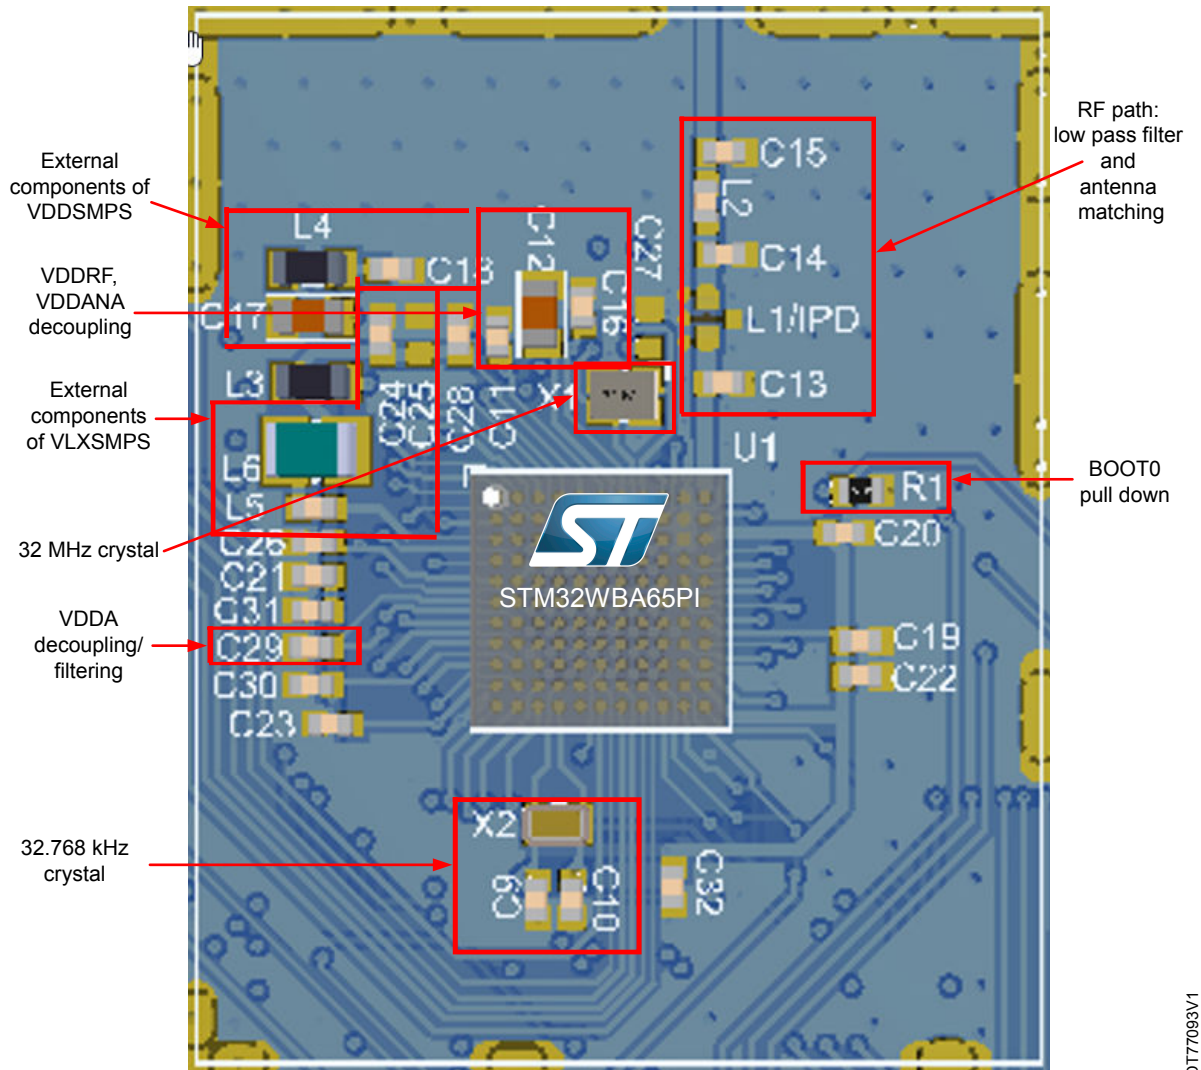 External
components of
VDDSMPS
VDDRF,
VDDANA
decoupling
External
components
of VLXSMPS
32 MHz crystal
VDDA
decoupling/
filtering
32.768 kHz
crystal
RF path:
low pass filter
and
antenna
matching
BOOT0
pull down
L4
C18
C17
L3
C24
C25
C28
C11
C12
C16
C27
X1
C15
L2
C14
L1/IPD
C13
U1
L6
L5
C26
C21
C31
C29
C30
C23
R1
C20
C19
C22
ST
STM32WBA65PI
X2
C9
C10
C32
DT77093V1